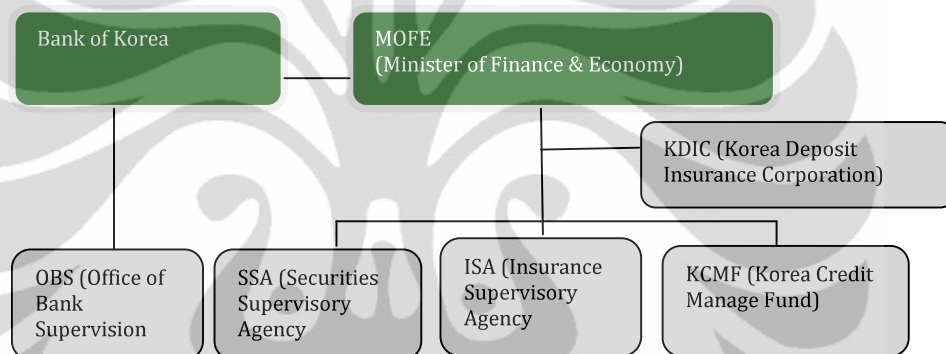 Bank of Korea
MOFE
(Minister of Finance & Economy)
KDIC (Korea Deposit
Insurance Corporation)
OBS (Office of
Bank
Supervision
SSA (Securities
Supervisory
Agency
ISA (Insurance
Supervisory
Agency
KCMF (Korea Credit
Manage Fund)